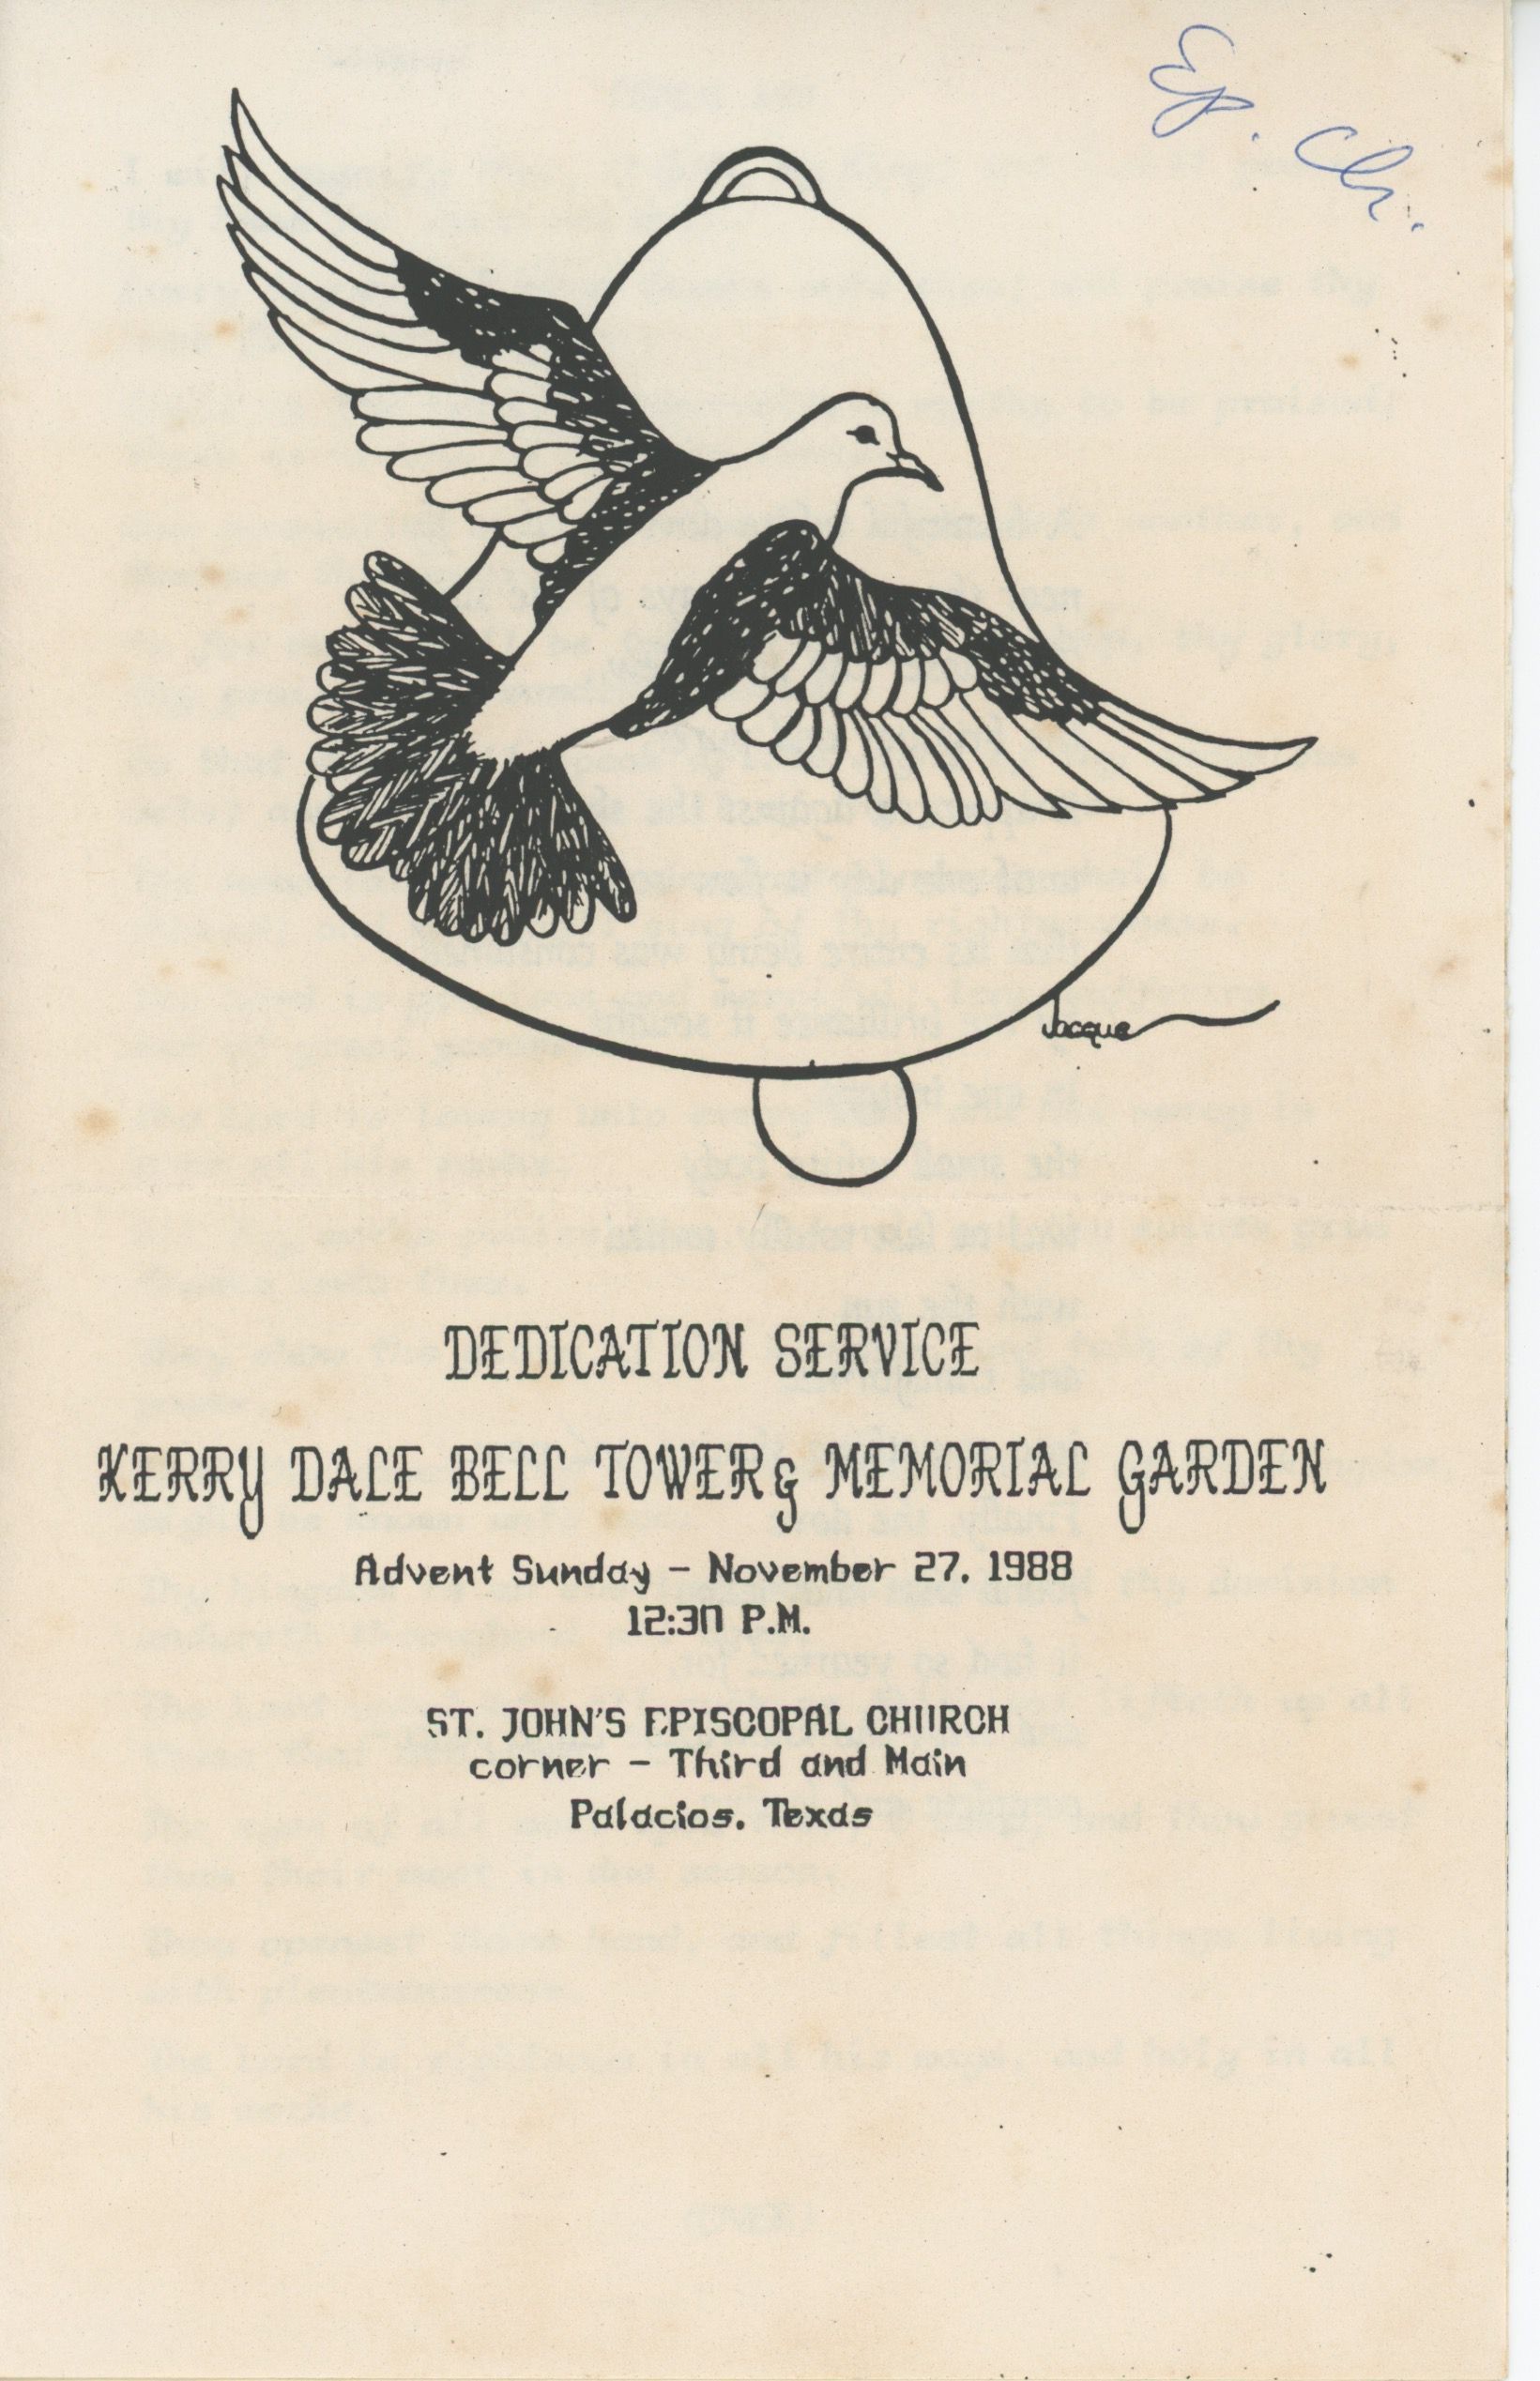 Ep. Ch.
Jacque
DEDICATION SERVICE
KERRY DALE BELL TOWER & MEMORIAL GARDEN
Advent Sunday – November 27, 1988
12:30 P.M.
ST. JOHN'S EPISCOPAL CHURCH
corner – Third and Main
Palacios, Texas